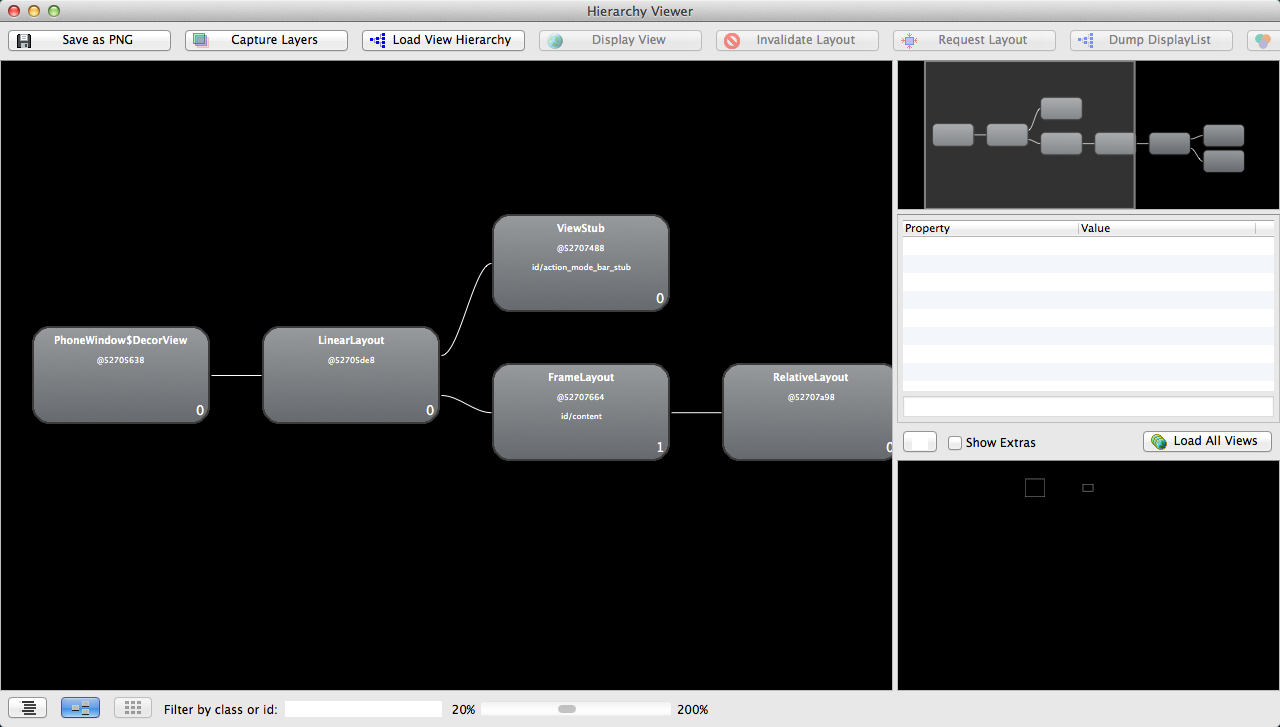 Hierarchy Viewer
Save as PNG
Capture Layers
Load View Hierarchy
Display View
Invalidate Layout
Request Layout
Dump DisplayList
ViewStub
@52707488
id/action_mode_bar_stub
0
PhoneWindow$DecorView
@52705638
0
LinearLayout
@52705de8
0
FrameLayout
@52707664
id/content
1
RelativeLayout
@52707a98
0
Property Value
Show Extras
Load All Views
Filter by class or id:
20%
200%